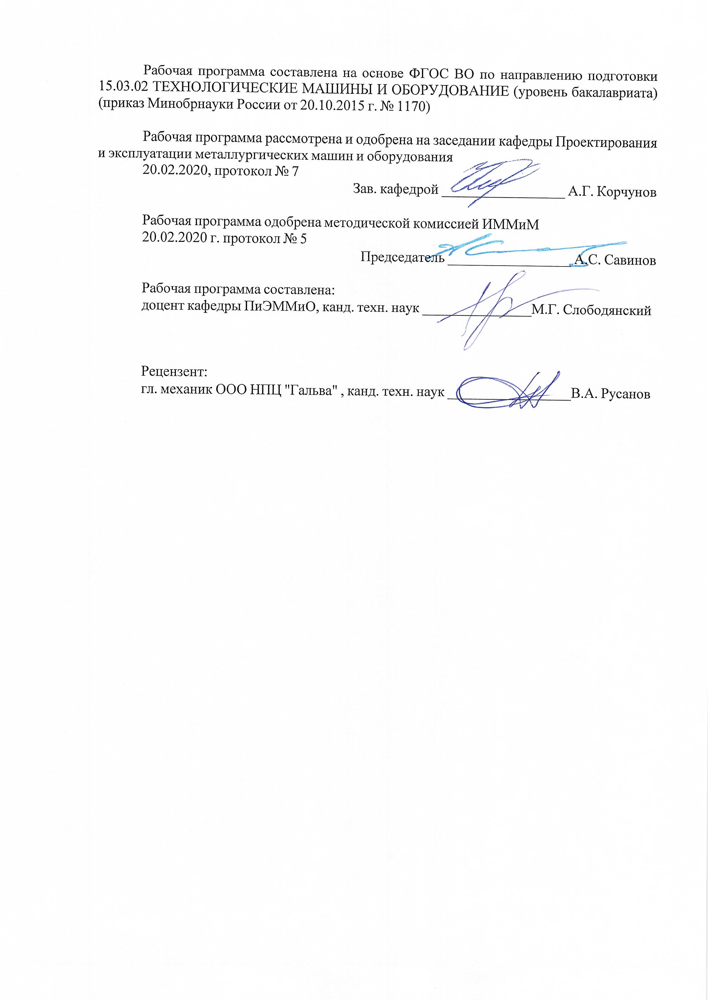 Рабочая программа составлена на основе ФГОС ВО по направлению подготовки
15.03.02 ТЕХНОЛОГИЧЕСКИЕ МАШИНЫ И ОБОРУДОВАНИЕ (уровень бакалавриата)
(приказ Минобрнауки России от 20.10.2015 г. № 1170)
Рабочая программа рассмотрена и одобрена на заседании кафедры Проектирования
и эксплуатации металлургических машин и оборудования
20.02.2020, протокол № 7
Зав. кафедрой ________________ А.Г. Корчунов
Рабочая программа одобрена методической комиссией ИММиМ
20.02.2020 г. протокол № 5
Председатель ________________ А.С. Савинов
Рабочая программа составлена:
доцент кафедры ПиЭММиО, канд. техн. наук ________________М.Г. Слободянский
Рецензент:
гл. механик ООО НПЦ "Гальва" , канд. техн. наук ________________В.А. Русанов